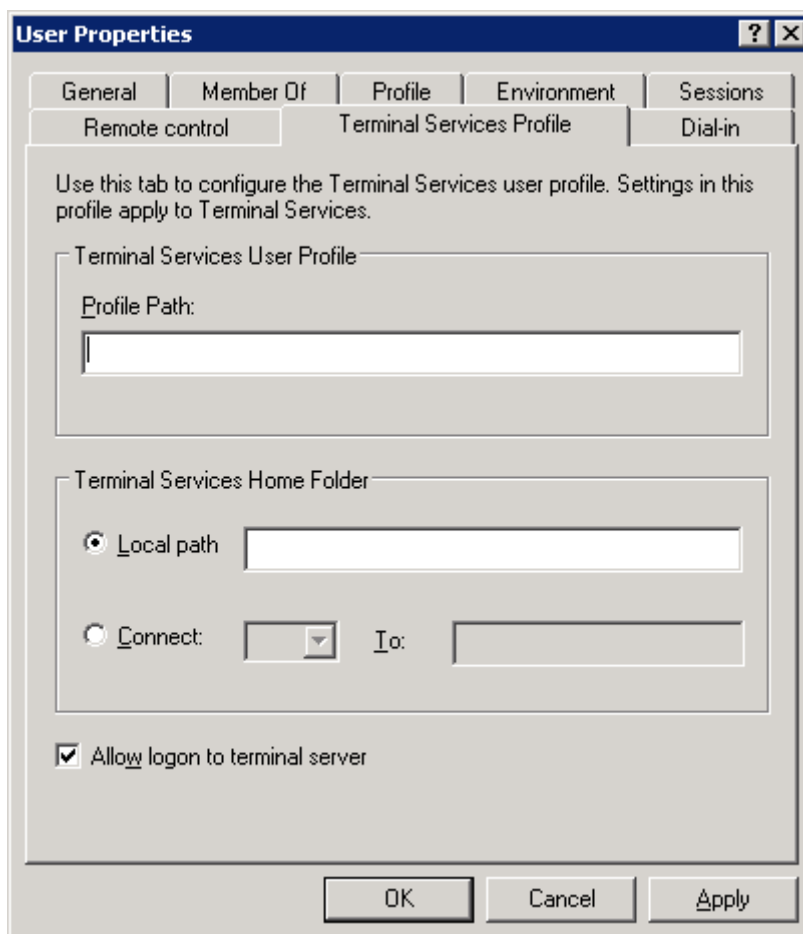 User Properties
General Member Of Profile Environment Sessions
Remote control Terminal Services Profile Dial-in
Use this tab to configure the Terminal Services user profile. Settings in this
profile apply to Terminal Services.
Terminal Services User Profile
Profile Path:
Terminal Services Home Folder
Local path
Connect: To:
Allow logon to terminal server
OK Cancel Apply